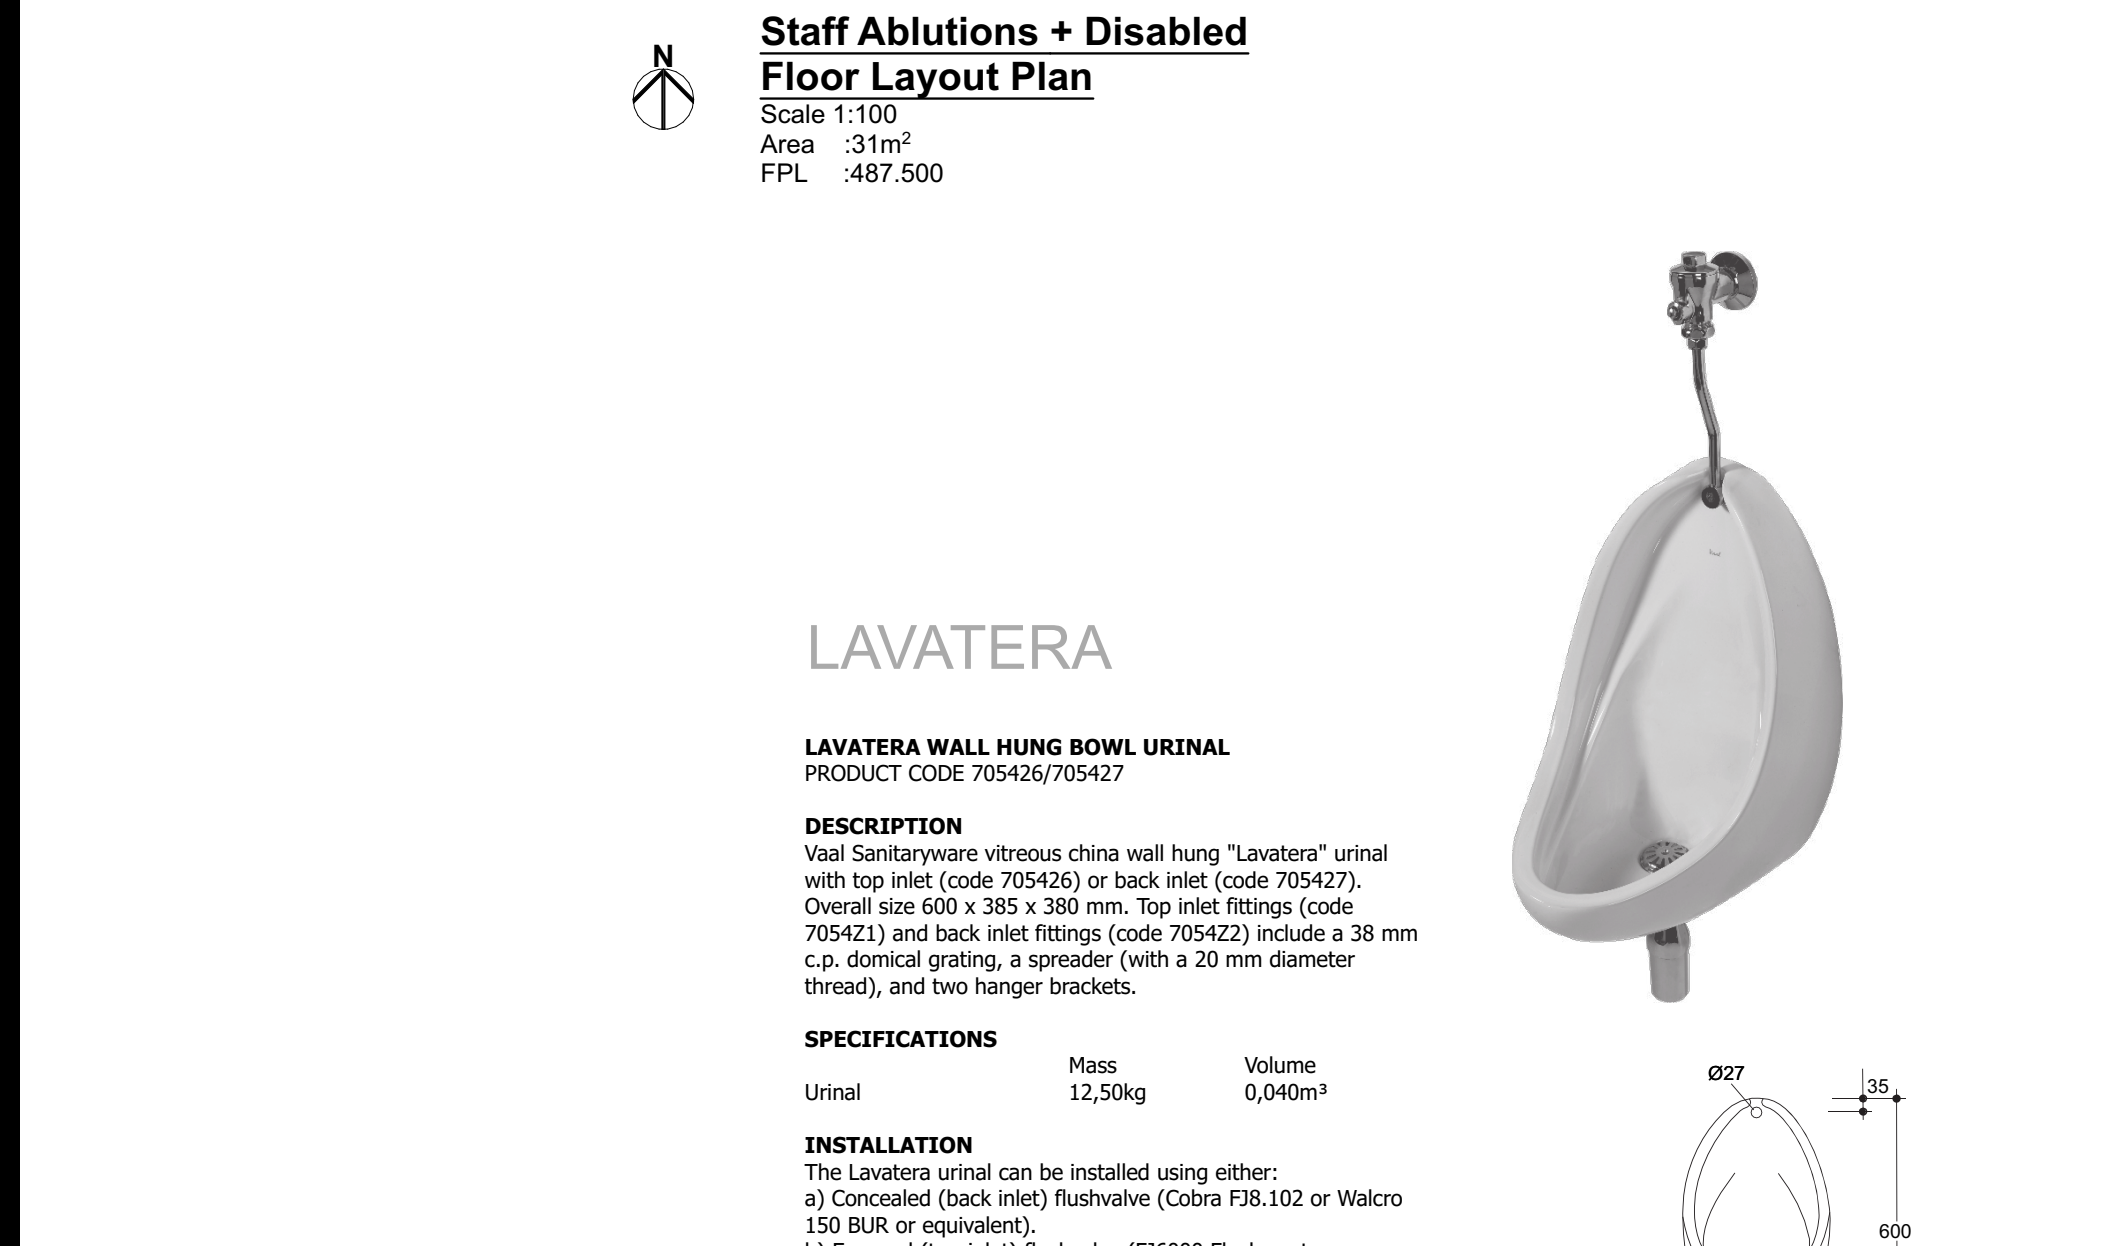 Staff Ablutions + Disabled
Floor Layout Plan
N
Scale 1:100
Area :31m²
FPL :487.500
LAVATERA
LAVATERA WALL HUNG BOWL URINAL
PRODUCT CODE 705426/705427
DESCRIPTION
Vaal Sanitaryware vitreous china wall hung "Lavatera" urinal
with top inlet (code 705426) or back inlet (code 705427).
Overall size 600 x 385 x 380 mm. Top inlet fittings (code
7054Z1) and back inlet fittings (code 7054Z2) include a 38 mm
c.p. domical grating, a spreader (with a 20 mm diameter
thread), and two hanger brackets.
SPECIFICATIONS
Mass Volume
Urinal 12,50kg 0,040m³
INSTALLATION
The Lavatera urinal can be installed using either:
a) Concealed (back inlet) flushvalve (Cobra FJ8.102 or Walcro
150 BUR or equivalent).
Ø27
35
600